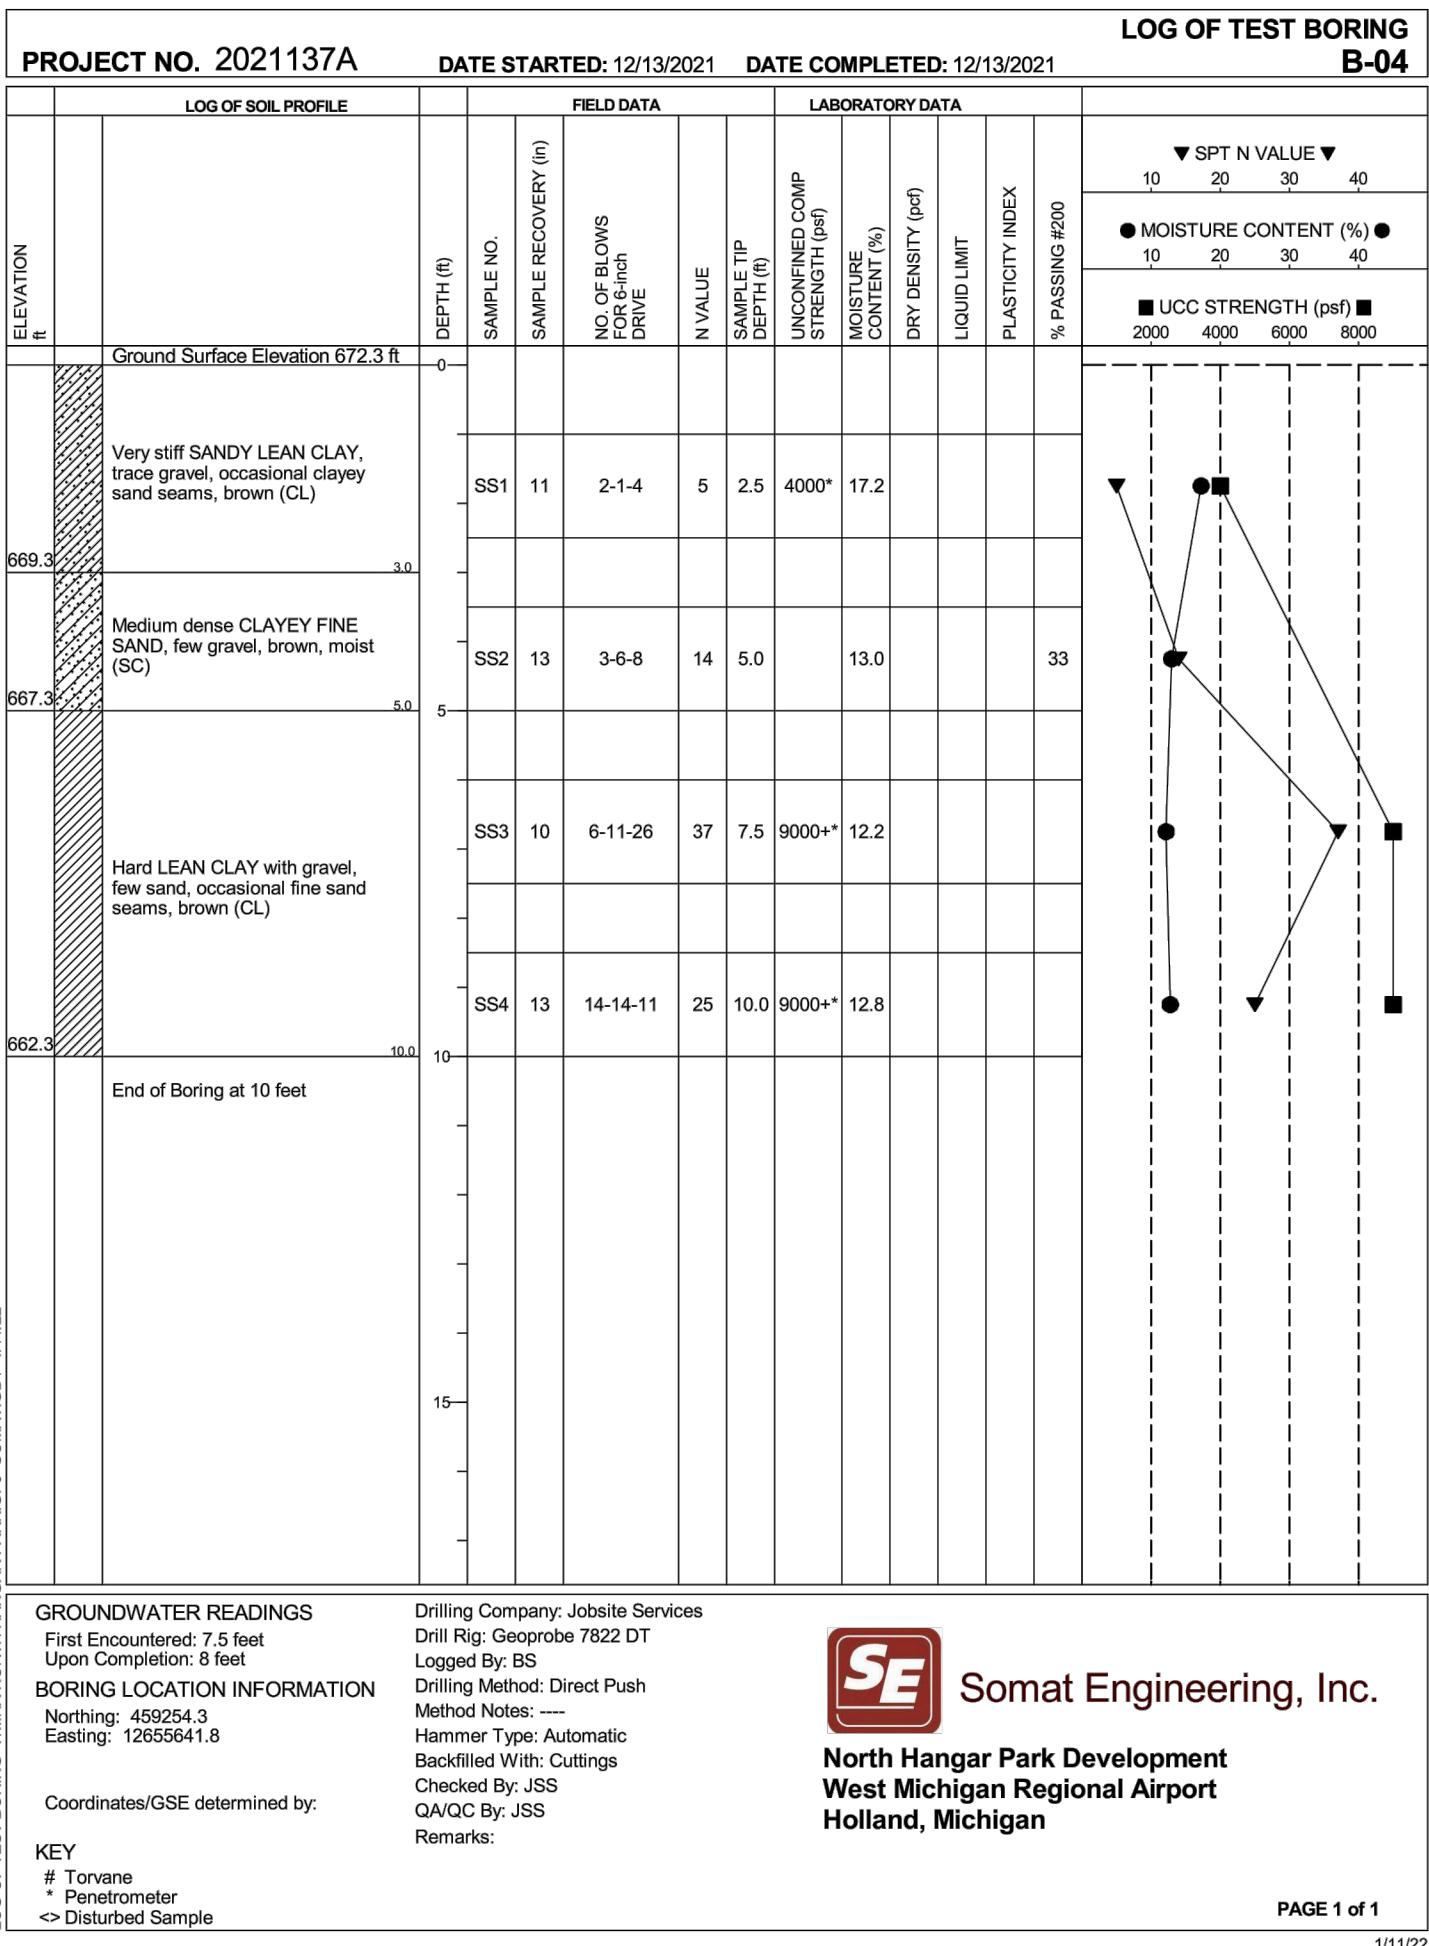 LOG OF TEST BORING
PROJECT NO. 2021137A DATE STARTED: 12/13/2021 DATE COMPLETED: 12/13/2021 B-04
LOG OF SOIL PROFILE FIELD DATA LABORATORY DATA
ELEVATION
ft
DEPTH (ft)
SAMPLE NO.
SAMPLE RECOVERY (in)
NO. OF BLOWS
FOR 6-inch
DRIVE
N VALUE
SAMPLE TIP
DEPTH (ft)
UNCONFINED COMP
STRENGTH (psf)
MOISTURE
CONTENT (%)
DRY DENSITY (pcf)
LIQUID LIMIT
PLASTICITY INDEX
% PASSING #200
▼ SPT N VALUE ▼
10 20 30 40
● MOISTURE CONTENT (%) ●
10 20 30 40
■ UCC STRENGTH (psf) ■
2000 4000 6000 8000
Ground Surface Elevation 672.3 ft
0
Very stiff SANDY LEAN CLAY,
trace gravel, occasional clayey
sand seams, brown (CL)
SS1 11 2-1-4 5 2.5 4000* 17.2
669.3 3.0
Medium dense CLAYEY FINE
SAND, few gravel, brown, moist
(SC)
SS2 13 3-6-8 14 5.0 13.0 33
667.3 5.0 5
SS3 10 6-11-26 37 7.5 9000+* 12.2
Hard LEAN CLAY with gravel,
few sand, occasional fine sand
seams, brown (CL)
SS4 13 14-14-11 25 10.0 9000+* 12.8
662.3 10.0 10
End of Boring at 10 feet
15
GROUNDWATER READINGS
First Encountered: 7.5 feet
Upon Completion: 8 feet
BORING LOCATION INFORMATION
Northing: 459254.3
Easting: 12655641.8
Coordinates/GSE determined by:
KEY
# Torvane
* Penetrometer
<> Disturbed Sample
Drilling Company: Jobsite Services
Drill Rig: Geoprobe 7822 DT
Logged By: BS
Drilling Method: Direct Push
Method Notes: ----
Hammer Type: Automatic
Backfilled With: Cuttings
Checked By: JSS
QA/QC By: JSS
Remarks:
SE Somat Engineering, Inc.
North Hangar Park Development
West Michigan Regional Airport
Holland, Michigan
PAGE 1 of 1
1/11/22